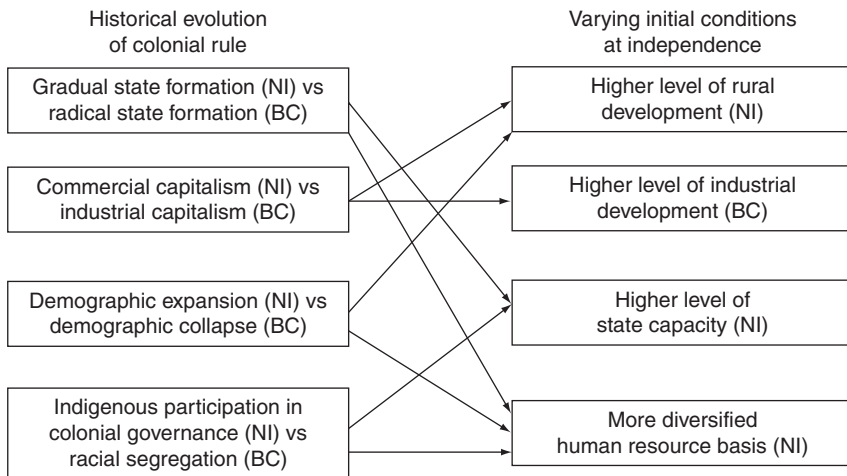 Historical evolution
of colonial rule
Gradual state formation (NI) vs
radical state formation (BC)
Commercial capitalism (NI) vs
industrial capitalism (BC)
Demographic expansion (NI) vs
demographic collapse (BC)
Indigenous participation in
colonial governance (NI) vs
racial segregation (BC)
Varying initial conditions
at independence
Higher level of rural
development (NI)
Higher level of industrial
development (BC)
Higher level of
state capacity (NI)
More diversified
human resource basis (NI)